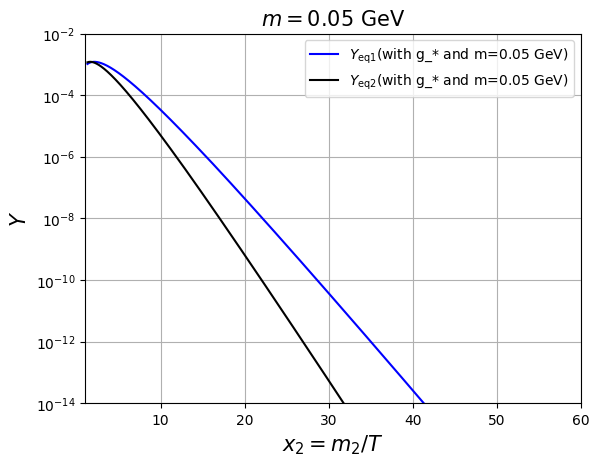 m = 0.05 GeV
Y_eq1(with g_* and m=0.05 GeV)
Y_eq2(with g_* and m=0.05 GeV)
Y
10^−2
10^−4
10^−6
10^−8
10^−10
10^−12
10^−14
10 20 30 40 50 60
x_2 = m_2/T